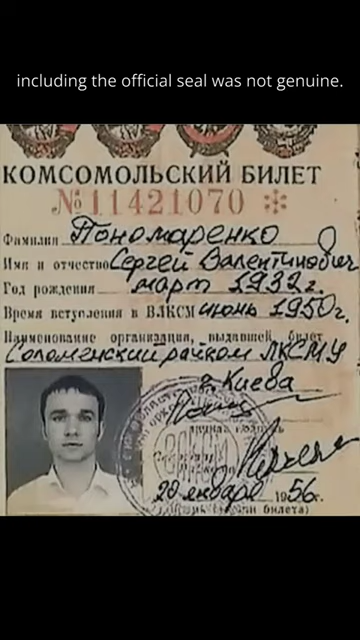 including the official seal was not genuine.
КОМСОМОЛЬСКИЙ БИЛЕТ
№ 11421070 *
Фамилия Пономаренко
Имя и отчество Сергей Валентинович
Год рождения март 1932 г.
Время вступления в ВЛКСМ июнь 1950г.
Наименование организации, выдавшей билет
Соломенский райком ЛКСМУ
г. Киева
20 января 1956 г.